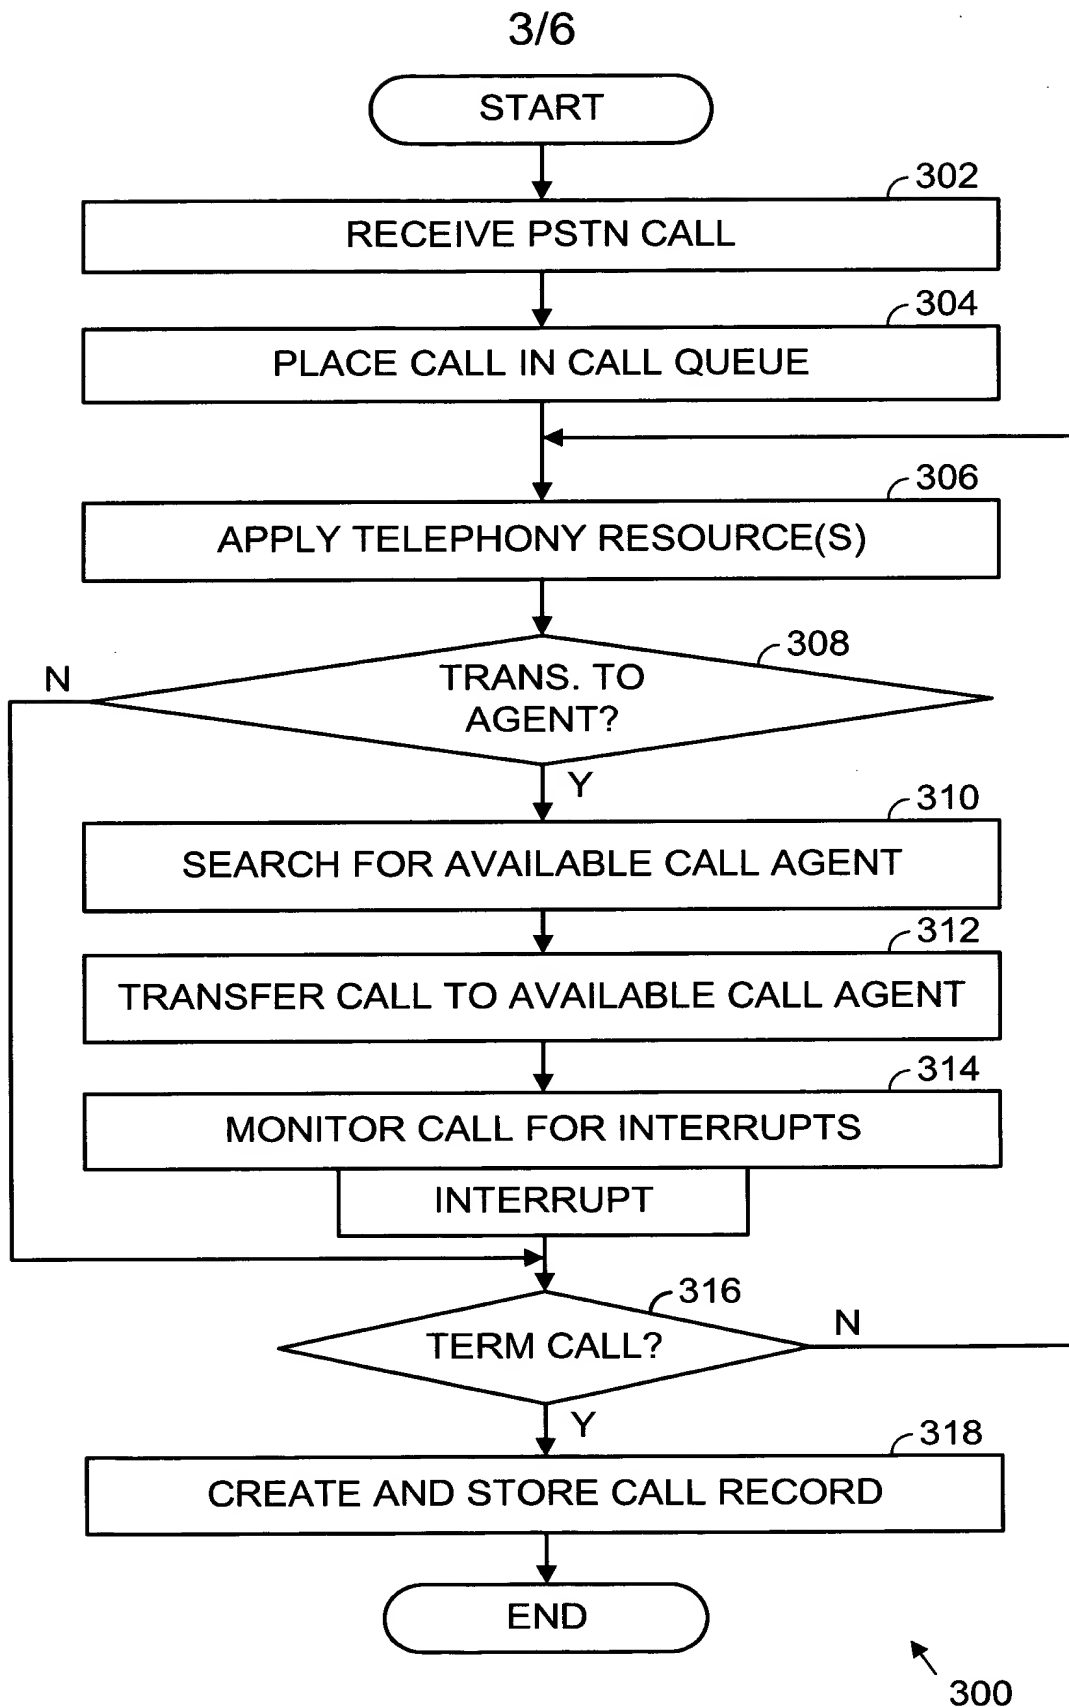 3/6
START
302
RECEIVE PSTN CALL
304
PLACE CALL IN CALL QUEUE
306
APPLY TELEPHONY RESOURCE(S)
308
N
TRANS. TO
AGENT?
Y
310
SEARCH FOR AVAILABLE CALL AGENT
312
TRANSFER CALL TO AVAILABLE CALL AGENT
314
MONITOR CALL FOR INTERRUPTS
INTERRUPT
316
TERM CALL?
N
Y
318
CREATE AND STORE CALL RECORD
END
300